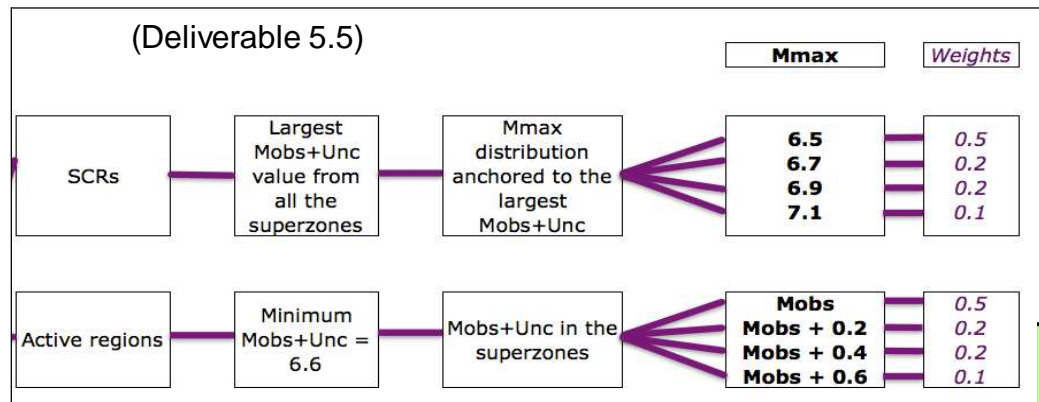 (Deliverable 5.5)
Mmax
Weights
SCRs
Largest
Mobs+Unc
value from
all the
superzones
Mmax
distribution
anchored to the
largest
Mobs+Unc
6.5
6.7
6.9
7.1
0.5
0.2
0.2
0.1
Active regions
Minimum
Mobs+Unc =
6.6
Mobs+Unc in the
superzones
Mobs
Mobs + 0.2
Mobs + 0.4
Mobs + 0.6
0.5
0.2
0.2
0.1